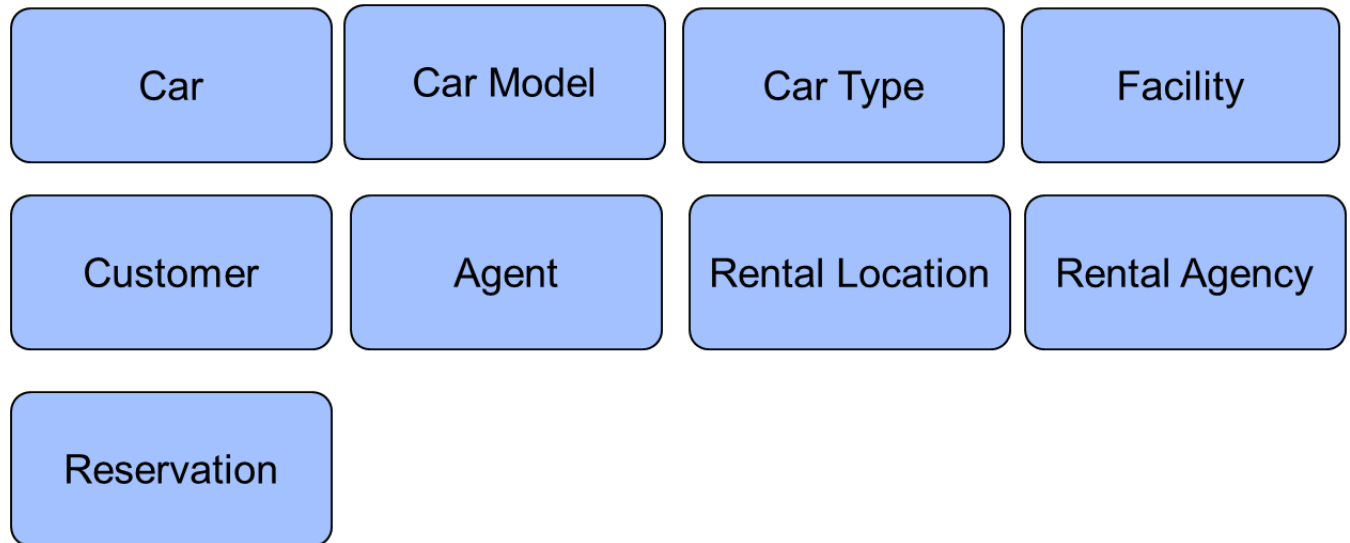 Car
Car Model
Car Type
Facility
Customer
Agent
Rental Location
Rental Agency
Reservation